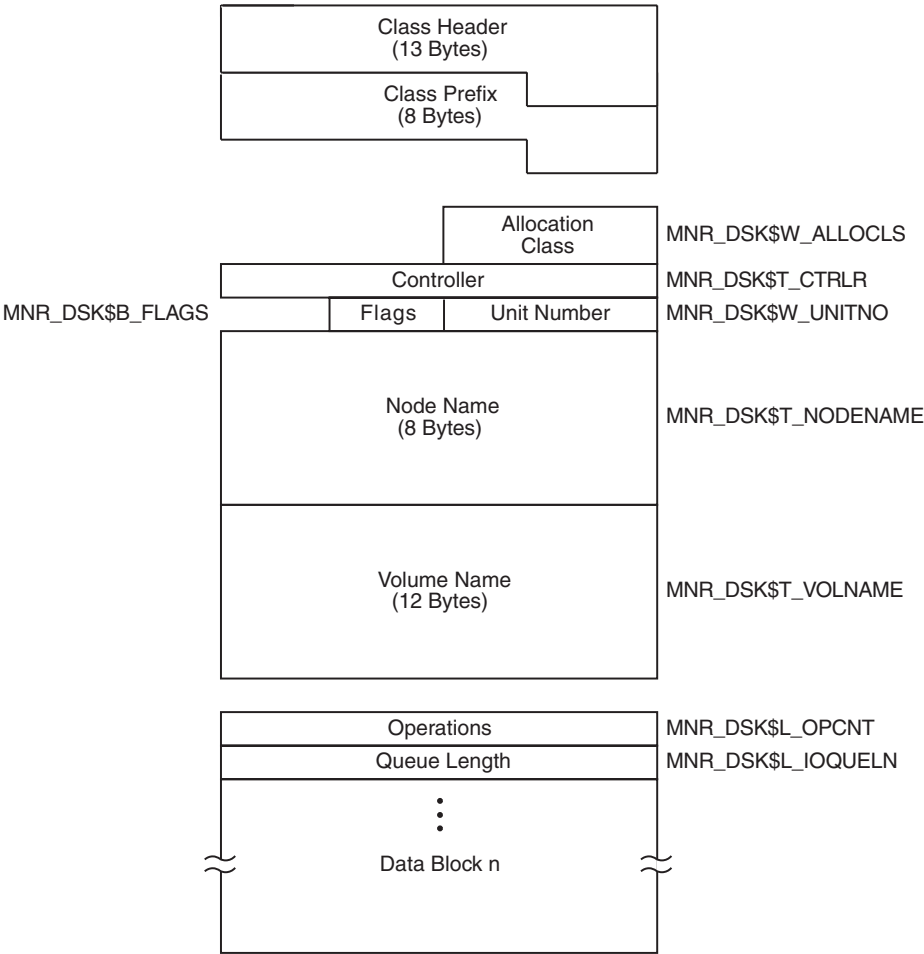 Class Header
(13 Bytes)
Class Prefix
(8 Bytes)
Allocation
Class
MNR_DSK$W_ALLOCLS
Controller
MNR_DSK$T_CTRLR
MNR_DSK$B_FLAGS
Flags
Unit Number
MNR_DSK$W_UNITNO
Node Name
(8 Bytes)
MNR_DSK$T_NODENAME
Volume Name
(12 Bytes)
MNR_DSK$T_VOLNAME
Operations
MNR_DSK$L_OPCNT
Queue Length
MNR_DSK$L_IOQUELN
Data Block n